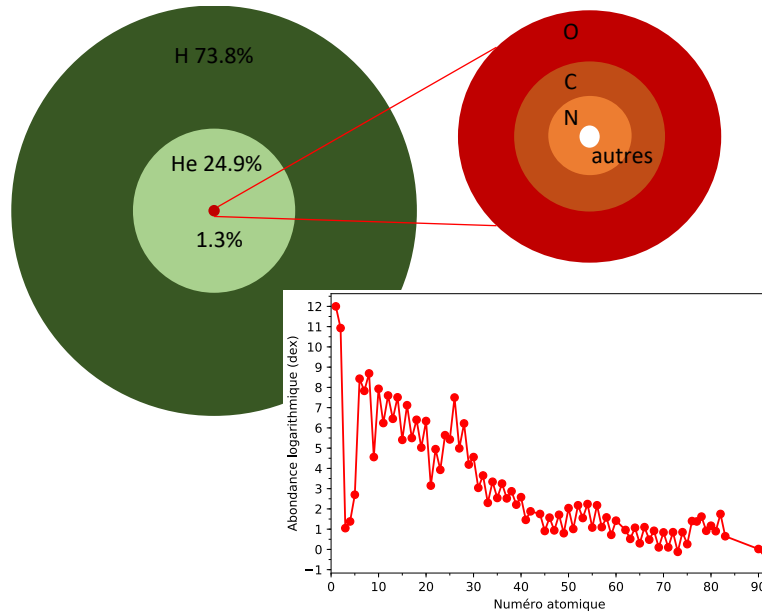 H 73.8%
He 24.9%
1.3%
O
C
N
autres
Abondance logarithmique (dex)
12
11
10
9
8
7
6
5
4
3
2
1
0
−1
0 10 20 30 40 50 60 70 80 90
Numéro atomique